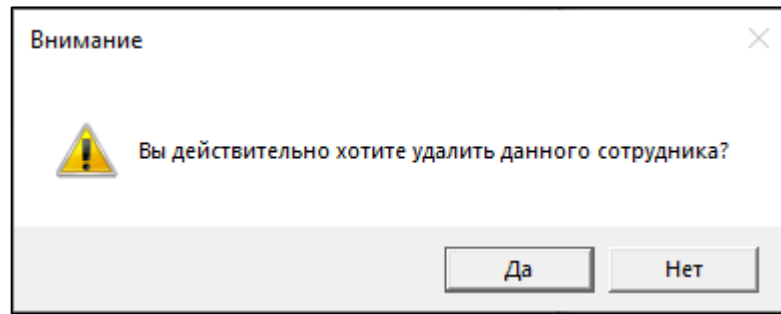 Внимание
Вы действительно хотите удалить данного сотрудника?
Да
Нет